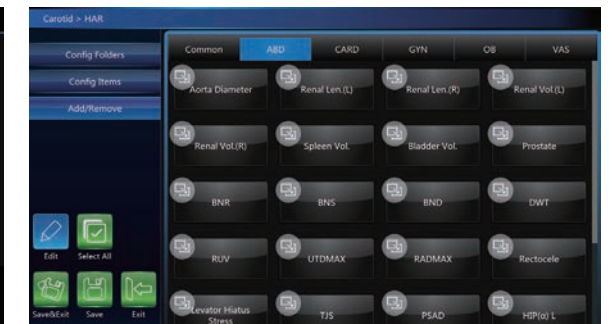 Carotid > HAR
Config Folders
Config Items
Add/Remove
Edit
Select All
Save&Exit
Save
Exit
Common ABD CARD GYN OB VAS
Aorta Diameter
Renal Len.(L)
Renal Len.(R)
Renal Vol.(L)
Renal Vol.(R)
Spleen Vol.
Bladder Vol.
Prostate
BNR
BNS
BND
DWT
RUV
UTDMAX
RADMAX
Rectocele
Levator Hiatus
Stress
TJS
PSAD
HIP(α) L